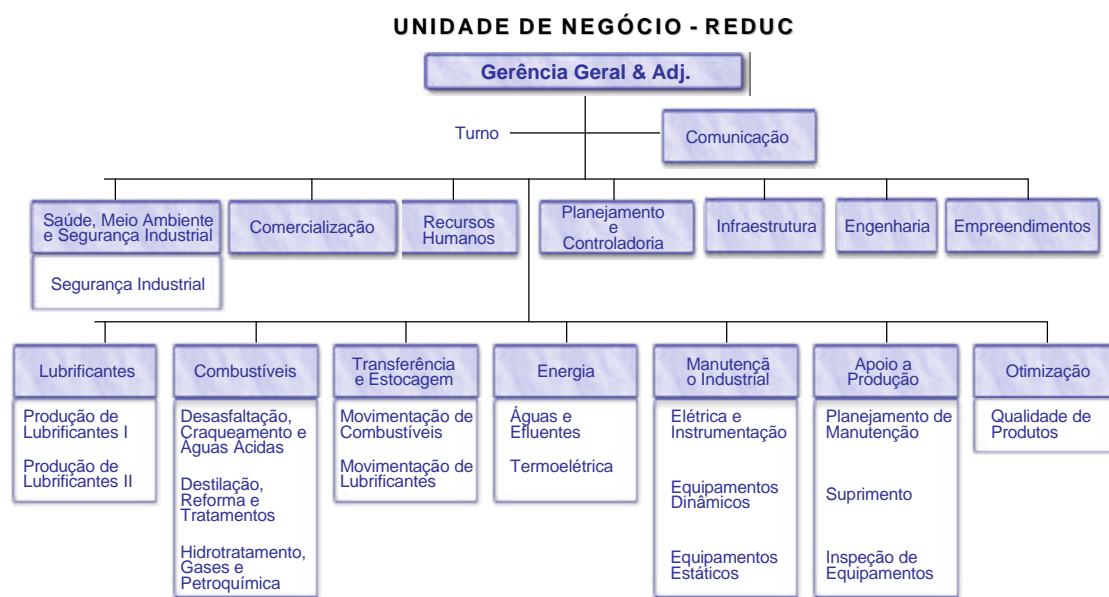 UNIDADE DE NEGÓCIO - REDUC
Gerência Geral & Adj.
Turno
Comunicação
Saúde, Meio Ambiente
e Segurança Industrial
Comercialização
Recursos
Humanos
Planejamento
e
Controladoria
Infraestrutura
Engenharia
Empreendimentos
Segurança Industrial
Lubrificantes
Combustíveis
Transferência
e Estocagem
Energia
Manutençã
o Industrial
Apoio a
Produção
Otimização
Produção de
Lubrificantes I
Produção de
Lubrificantes II
Desasfaltação,
Craqueamento e
Águas Ácidas
Destilação,
Reforma e
Tratamentos
Hidrotratamento,
Gases e
Petroquímica
Movimentação de
Combustíveis
Movimentação de
Lubrificantes
Águas e
Efluentes
Termoelétrica
Elétrica e
Instrumentação
Equipamentos
Dinâmicos
Equipamentos
Estáticos
Planejamento de
Manutenção
Suprimento
Inspeção de
Equipamentos
Qualidade de
Produtos